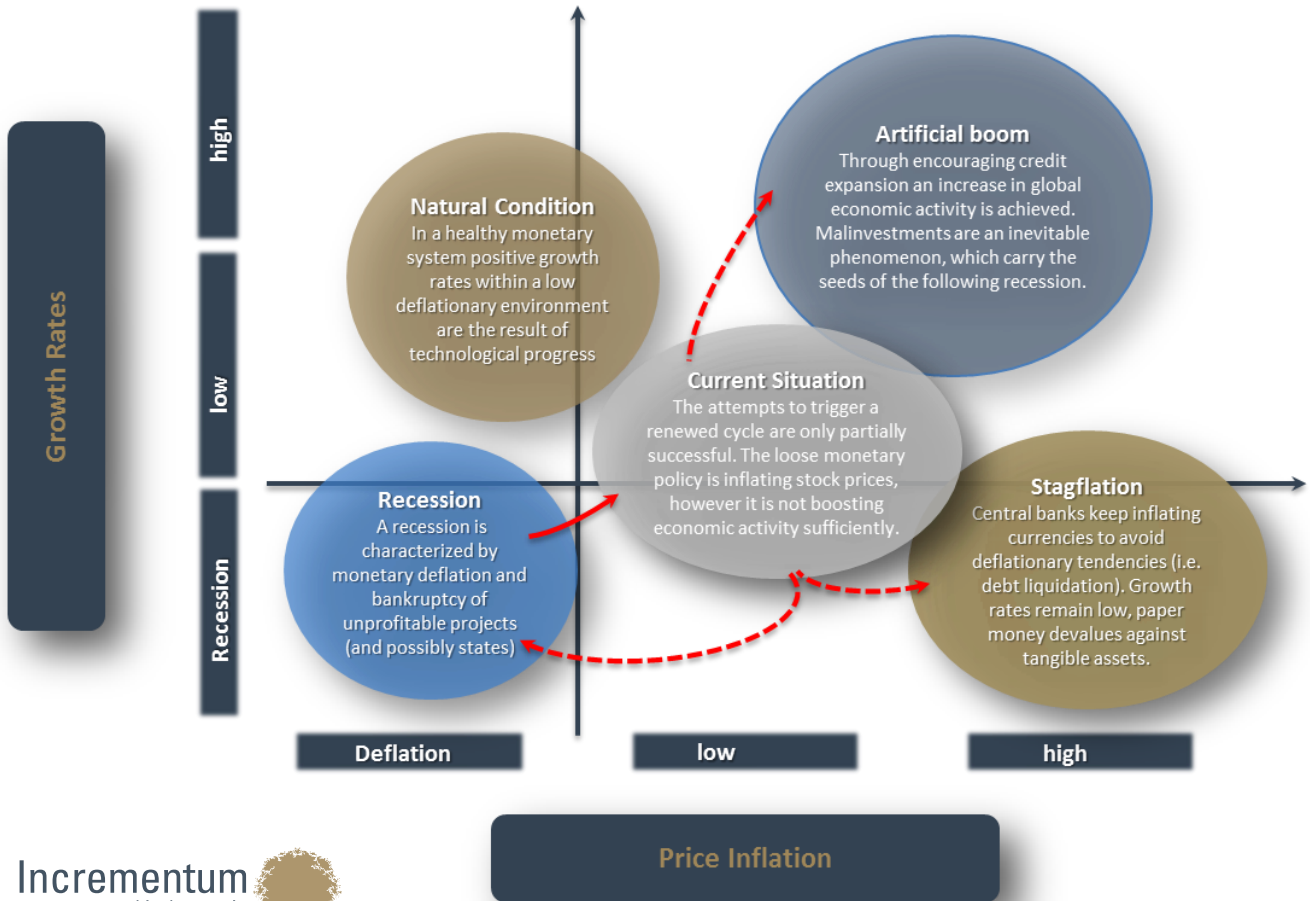 high
low
Recession
Growth Rates
Natural Condition
In a healthy monetary
system positive growth
rates within a low
deflationary environment
are the result of
technological progress
Artificial boom
Through encouraging credit
expansion an increase in global
economic activity is achieved.
Malinvestments are an inevitable
phenomenon, which carry the
seeds of the following recession.
Current Situation
The attempts to trigger a
renewed cycle are only partially
successful. The loose monetary
policy is inflating stock prices,
however it is not boosting
economic activity sufficiently.
Recession
A recession is
characterized by
monetary deflation and
bankruptcy of
unprofitable projects
(and possibly states)
Stagflation
Central banks keep inflating
currencies to avoid
deflationary tendencies (i.e.
debt liquidation). Growth
rates remain low, paper
money devalues against
tangible assets.
Deflation
low
high
Price Inflation
Incrementum